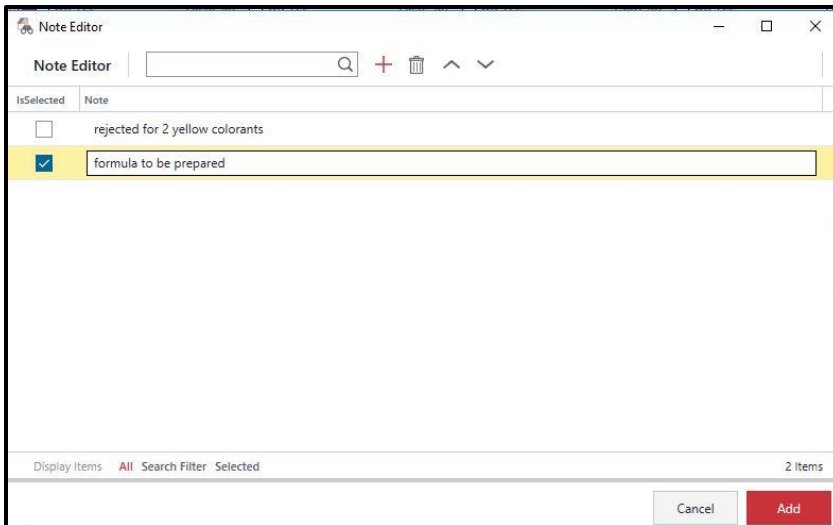 Note Editor
Note Editor
IsSelected Note
rejected for 2 yellow colorants
formula to be prepared
Display Items All Search Filter Selected 2 Items
Cancel Add